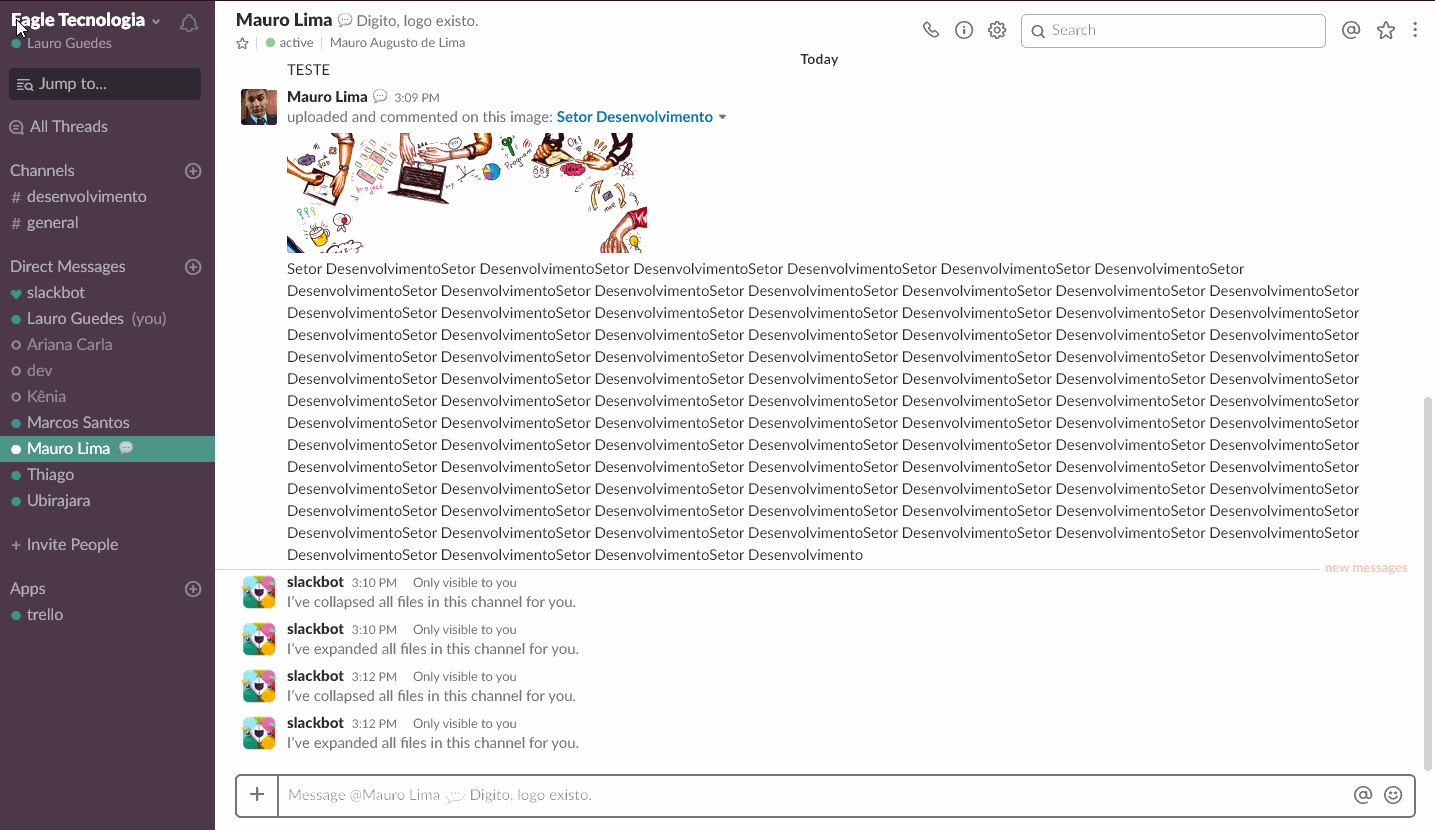 Eagle Tecnologia
Lauro Guedes
Jump to...
All Threads
Channels
# desenvolvimento
# general
Direct Messages
slackbot
Lauro Guedes (you)
Ariana Carla
dev
Kênia
Marcos Santos
Mauro Lima
Thiago
Ubirajara
+ Invite People
Apps
trello
Mauro Lima Digito, logo existo.
active Mauro Augusto de Lima
Search
Today
TESTE
Mauro Lima 3:09 PM
uploaded and commented on this image: Setor Desenvolvimento
Job
Project
Program
OK!
Idea
Setor DesenvolvimentoSetor DesenvolvimentoSetor DesenvolvimentoSetor DesenvolvimentoSetor DesenvolvimentoSetor DesenvolvimentoSetor
DesenvolvimentoSetor DesenvolvimentoSetor DesenvolvimentoSetor DesenvolvimentoSetor DesenvolvimentoSetor DesenvolvimentoSetor DesenvolvimentoSetor
DesenvolvimentoSetor DesenvolvimentoSetor DesenvolvimentoSetor DesenvolvimentoSetor DesenvolvimentoSetor DesenvolvimentoSetor DesenvolvimentoSetor
DesenvolvimentoSetor DesenvolvimentoSetor DesenvolvimentoSetor DesenvolvimentoSetor DesenvolvimentoSetor DesenvolvimentoSetor DesenvolvimentoSetor
DesenvolvimentoSetor DesenvolvimentoSetor DesenvolvimentoSetor DesenvolvimentoSetor DesenvolvimentoSetor DesenvolvimentoSetor DesenvolvimentoSetor
DesenvolvimentoSetor DesenvolvimentoSetor DesenvolvimentoSetor DesenvolvimentoSetor DesenvolvimentoSetor DesenvolvimentoSetor DesenvolvimentoSetor
DesenvolvimentoSetor DesenvolvimentoSetor DesenvolvimentoSetor DesenvolvimentoSetor DesenvolvimentoSetor DesenvolvimentoSetor DesenvolvimentoSetor
DesenvolvimentoSetor DesenvolvimentoSetor DesenvolvimentoSetor DesenvolvimentoSetor DesenvolvimentoSetor DesenvolvimentoSetor DesenvolvimentoSetor
DesenvolvimentoSetor DesenvolvimentoSetor DesenvolvimentoSetor DesenvolvimentoSetor DesenvolvimentoSetor DesenvolvimentoSetor DesenvolvimentoSetor
DesenvolvimentoSetor DesenvolvimentoSetor DesenvolvimentoSetor DesenvolvimentoSetor DesenvolvimentoSetor DesenvolvimentoSetor DesenvolvimentoSetor
DesenvolvimentoSetor DesenvolvimentoSetor DesenvolvimentoSetor DesenvolvimentoSetor DesenvolvimentoSetor DesenvolvimentoSetor DesenvolvimentoSetor
DesenvolvimentoSetor DesenvolvimentoSetor DesenvolvimentoSetor DesenvolvimentoSetor DesenvolvimentoSetor DesenvolvimentoSetor DesenvolvimentoSetor
DesenvolvimentoSetor DesenvolvimentoSetor DesenvolvimentoSetor DesenvolvimentoSetor DesenvolvimentoSetor DesenvolvimentoSetor DesenvolvimentoSetor
DesenvolvimentoSetor DesenvolvimentoSetor DesenvolvimentoSetor Desenvolvimento
new messages
slackbot 3:10 PM Only visible to you
I've collapsed all files in this channel for you.
slackbot 3:10 PM Only visible to you
I've expanded all files in this channel for you.
slackbot 3:12 PM Only visible to you
I've collapsed all files in this channel for you.
slackbot 3:12 PM Only visible to you
I've expanded all files in this channel for you.
Message @Mauro Lima Digito, logo existo.